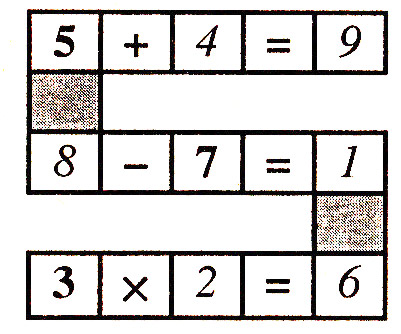 5 + 4 = 9
8 − 7 = 1
3 × 2 = 6